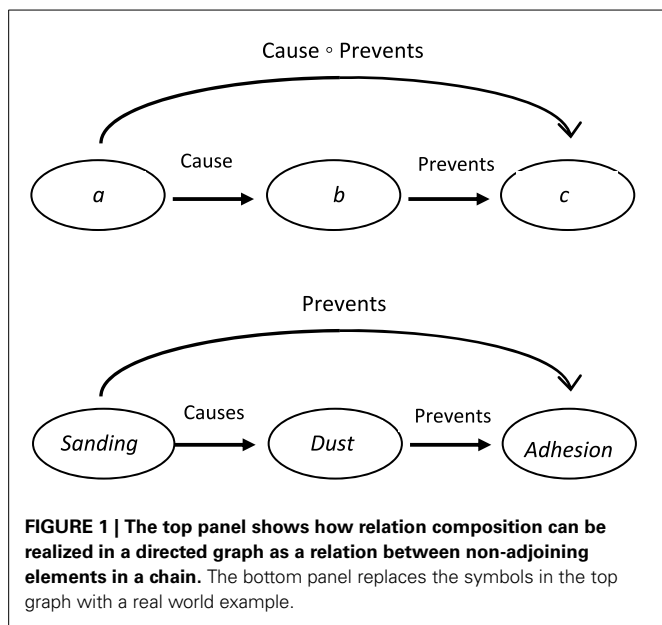 Cause ∘ Prevents
Cause
Prevents
a
b
c
Prevents
Causes
Prevents
Sanding
Dust
Adhesion
FIGURE 1 | The top panel shows how relation composition can be
realized in a directed graph as a relation between non-adjoining
elements in a chain. The bottom panel replaces the symbols in the top
graph with a real world example.